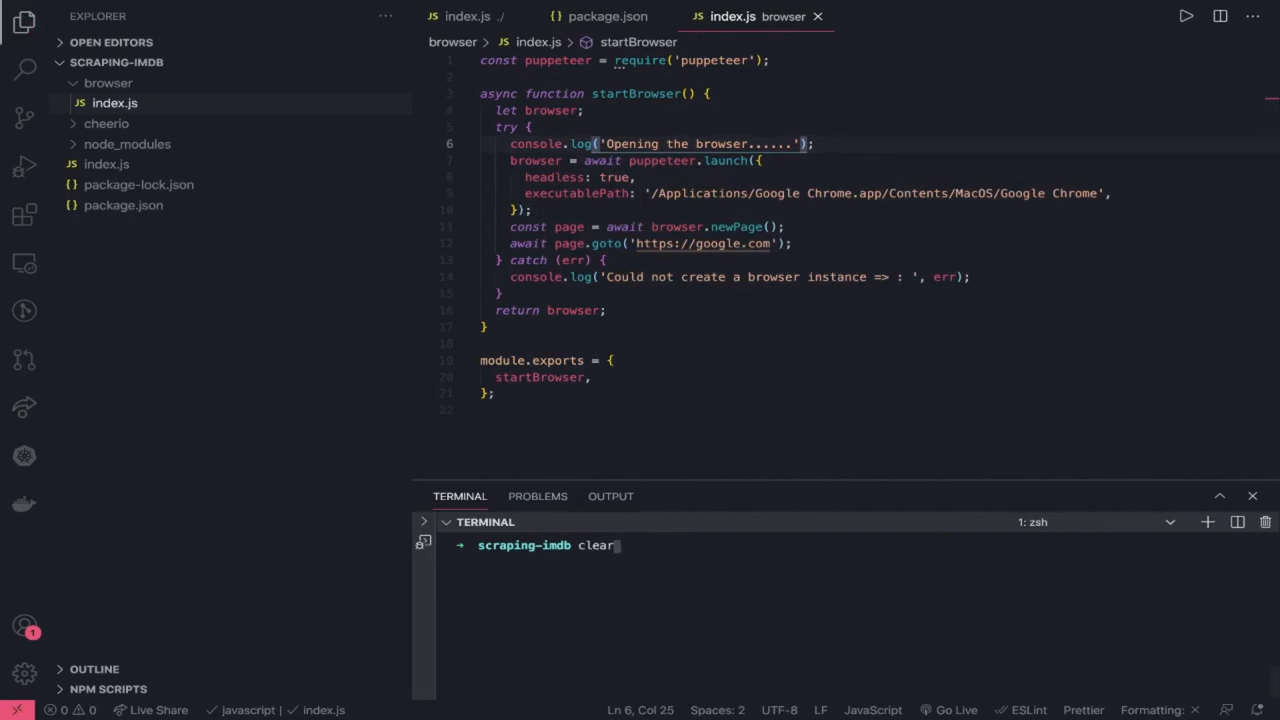 EXPLORER
OPEN EDITORS
SCRAPING-IMDB
browser
JS index.js
cheerio
node_modules
JS index.js
{} package-lock.json
{} package.json
OUTLINE
NPM SCRIPTS
JS index.js ./ {} package.json JS index.js browser
browser > JS index.js > startBrowser
1 const puppeteer = require('puppeteer');
2
3 async function startBrowser() {
4 let browser;
5 try {
6 console.log('Opening the browser......');
7 browser = await puppeteer.launch({
8 headless: true,
9 executablePath: '/Applications/Google Chrome.app/Contents/MacOS/Google Chrome',
10 });
11 const page = await browser.newPage();
12 await page.goto('https://google.com');
13 } catch (err) {
14 console.log('Could not create a browser instance => : ', err);
15 }
16 return browser;
17 }
18
19 module.exports = {
20 startBrowser,
21 };
22
TERMINAL PROBLEMS OUTPUT
TERMINAL 1: zsh
→ scraping-imdb clear
1
0 0 Live Share javascript | index.js Ln 6, Col 25 Spaces: 2 UTF-8 LF JavaScript Go Live ESLint Prettier Formatting: ×